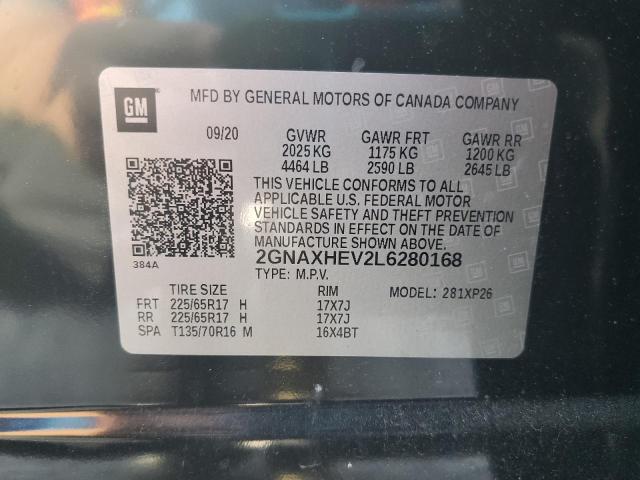 GM
MFD BY GENERAL MOTORS OF CANADA COMPANY
09/20 GVWR GAWR FRT GAWR RR
2025 KG 1175 KG 1200 KG
4464 LB 2590 LB 2645 LB
THIS VEHICLE CONFORMS TO ALL
APPLICABLE U.S. FEDERAL MOTOR
VEHICLE SAFETY AND THEFT PREVENTION
STANDARDS IN EFFECT ON THE DATE OF
MANUFACTURE SHOWN ABOVE.
384A 2GNAXHEV2L6280168
TYPE: M.P.V.
TIRE SIZE RIM MODEL: 281XP26
FRT 225/65R17 H 17X7J
RR 225/65R17 H 17X7J
SPA T135/70R16 M 16X4BT